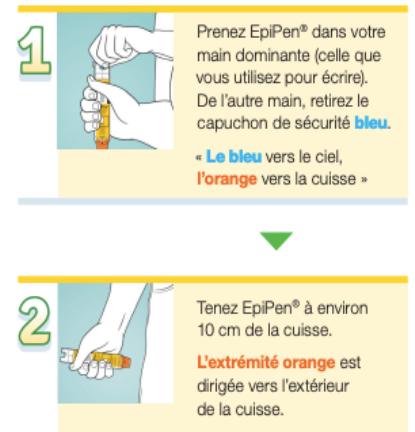 1
Prenez EpiPen® dans votre
main dominante (celle que
vous utilisez pour écrire).
De l'autre main, retirez le
capuchon de sécurité bleu.
« Le bleu vers le ciel,
l'orange vers la cuisse »
2
Tenez EpiPen® à environ
10 cm de la cuisse.
L'extrémité orange est
dirigée vers l'extérieur
de la cuisse.